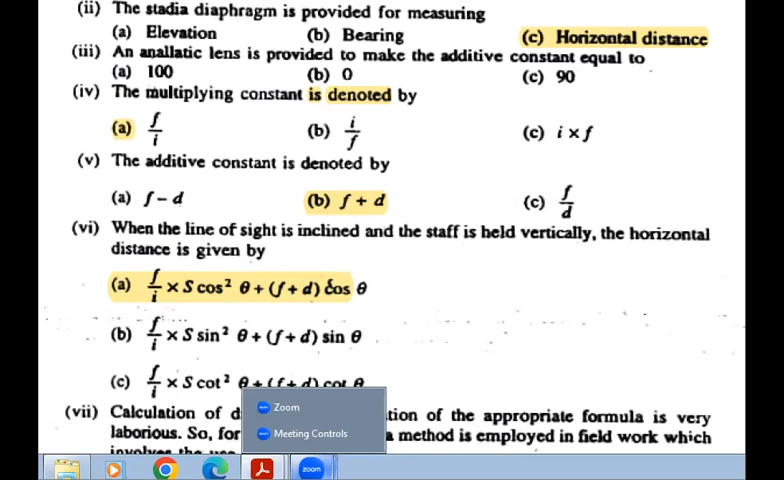 (ii) The stadia diaphragm is provided for measuring
(a) Elevation (b) Bearing (c) Horizontal distance
(iii) An anallatic lens is provided to make the additive constant equal to
(a) 100 (b) 0 (c) 90
(iv) The multiplying constant is denoted by
(a) f/i (b) i/f (c) i × f
(v) The additive constant is denoted by
(a) f − d (b) f + d (c) f/d
(vi) When the line of sight is inclined and the staff is held vertically, the horizontal
distance is given by
(a) f/i × S cos² θ + (f + d) cos θ
(b) f/i × S sin² θ + (f + d) sin θ
(c) f/i × S cot² θ + (f + d) cot θ
Zoom
(vii) Calculation of d tion of the appropriate formula is very
Meeting Controls
laborious. So, for a method is employed in field work which
involves the use
zoom